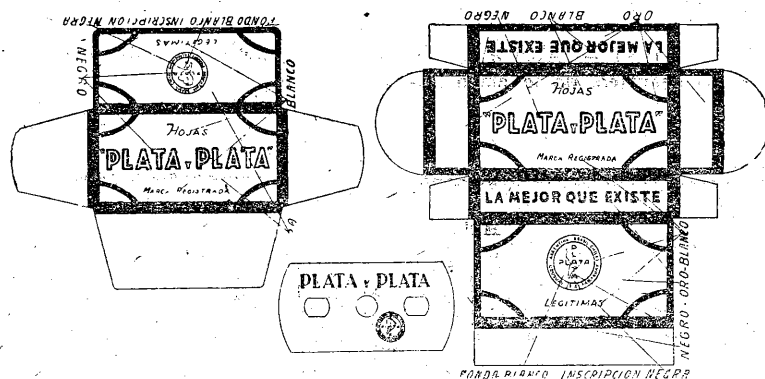 FONDO BLANCO INSCRIPCION NEGRA
NEGRO
BLANCO
LEGITIMAS
HOJAS
"PLATA Y PLATA"
MARCA REGISTRADA
PLATA Y PLATA
NEGRO BLANCO ORO
LA MEJOR QUE EXISTE
HOJAS
"PLATA Y PLATA"
MARCA REGISTRADA
LA MEJOR QUE EXISTE
PLATA
LEGITIMAS
NEGRO-ORO-BLANCO
FONDO BLANCO INSCRIPCION NEGRA